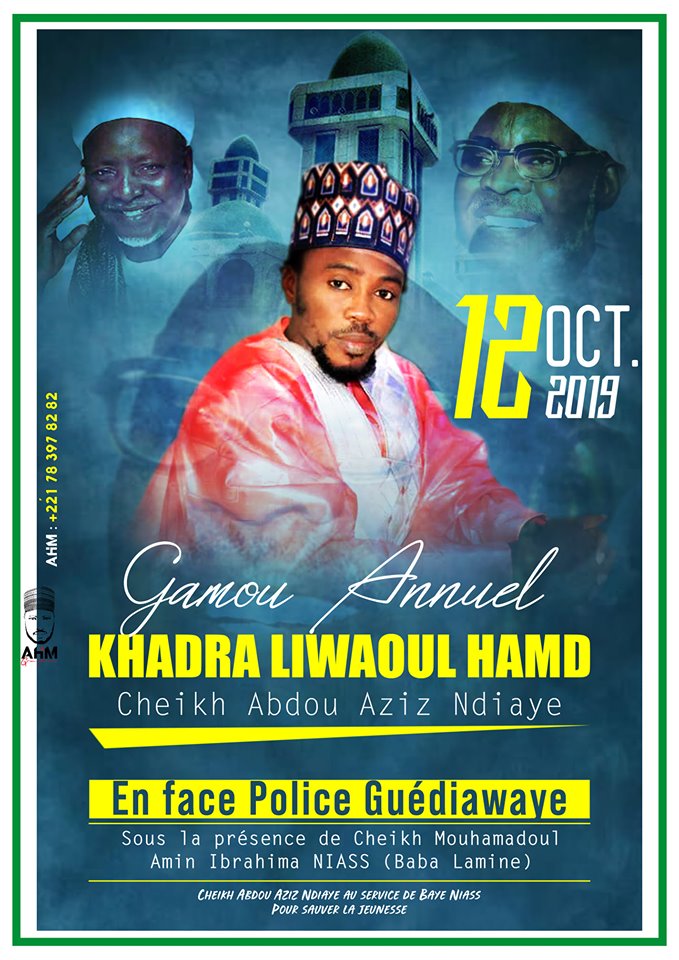 12 OCT.
2019
AHM : +221 78 397 82 82
AHM
Gamou Annuel
KHADRA LIWAOUL HAMD
Cheikh Abdou Aziz Ndiaye
En face Police Guédiawaye
Sous la présence de Cheikh Mouhamadoul
Amin Ibrahima NIASS (Baba Lamine)
CHEIKH ABDOU AZIZ NDIAYE AU SERVICE DE BAYE NIASS
POUR SAUVER LA JEUNESSE